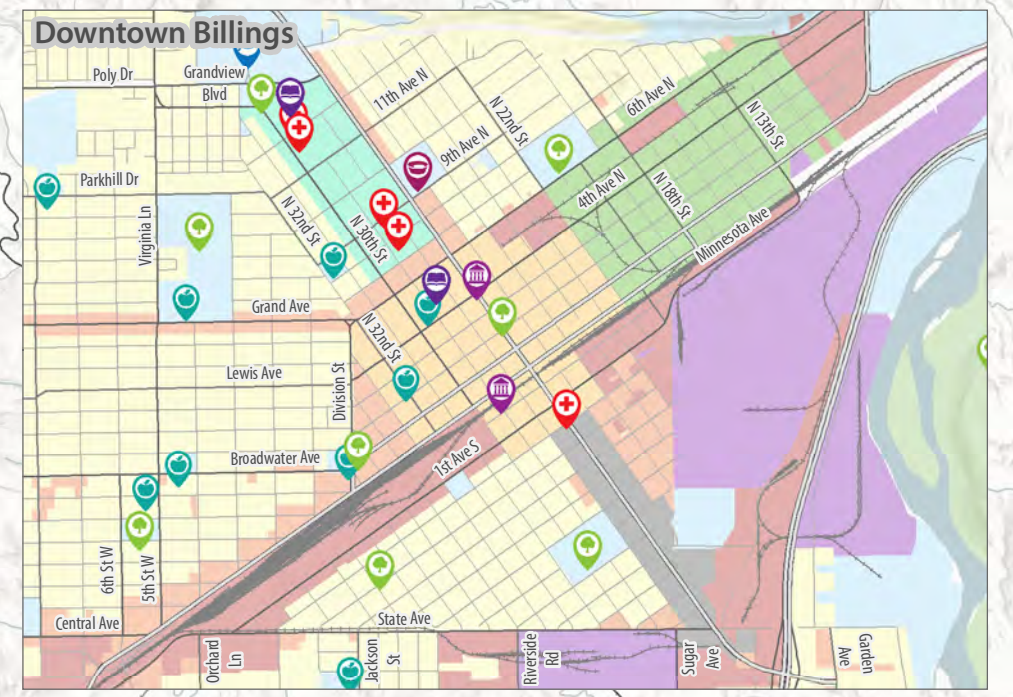 Downtown Billings
Poly Dr
Grandview
Blvd
11th Ave N
N 22nd St
6th Ave N
N 13th St
9th Ave N
Parkhill Dr
4th Ave N
N 18th St
N 32nd St
N 30th St
Virginia Ln
Minnesota Ave
Grand Ave
N 32nd St
Lewis Ave
Division St
Broadwater Ave
1st Ave S
6th St W
5th St W
Central Ave
State Ave
Orchard
Ln
Jackson
St
Riverside
Rd
Sugar
Ave
Garden
Ave